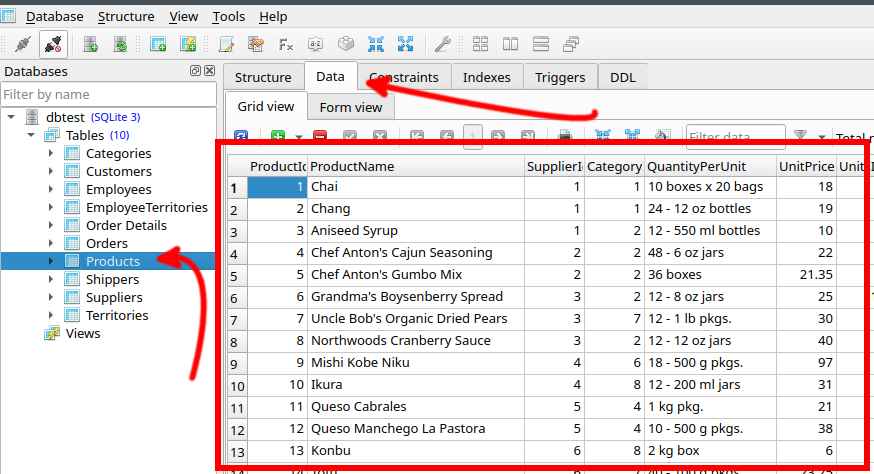 Database Structure View Tools Help
Databases
Filter by name
dbtest (SQLite 3)
Tables (10)
Categories
Customers
Employees
EmployeeTerritories
Order Details
Orders
Products
Shippers
Suppliers
Territories
Views
Structure Data Constraints Indexes Triggers DDL
Grid view Form view
1 Filter data Total
ProductId ProductName SupplierId Category QuantityPerUnit UnitPrice
1 1 Chai 1 1 10 boxes x 20 bags 18
2 2 Chang 1 1 24 - 12 oz bottles 19
3 3 Aniseed Syrup 1 2 12 - 550 ml bottles 10
4 4 Chef Anton's Cajun Seasoning 2 2 48 - 6 oz jars 22
5 5 Chef Anton's Gumbo Mix 2 2 36 boxes 21.35
6 6 Grandma's Boysenberry Spread 3 2 12 - 8 oz jars 25
7 7 Uncle Bob's Organic Dried Pears 3 7 12 - 1 lb pkgs. 30
8 8 Northwoods Cranberry Sauce 3 2 12 - 12 oz jars 40
9 9 Mishi Kobe Niku 4 6 18 - 500 g pkgs. 97
10 10 Ikura 4 8 12 - 200 ml jars 31
11 11 Queso Cabrales 5 4 1 kg pkg. 21
12 12 Queso Manchego La Pastora 5 4 10 - 500 g pkgs. 38
13 13 Konbu 6 8 2 kg box 6